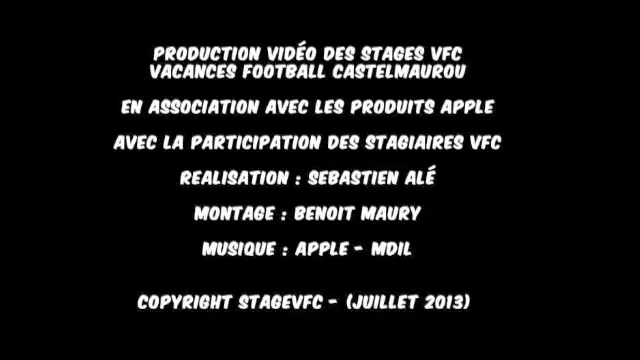 PRODUCTION VIDÉO DES STAGES VFC
VACANCES FOOTBALL CASTELMAUROU
EN ASSOCIATION AVEC LES PRODUITS APPLE
AVEC LA PARTICIPATION DES STAGIAIRES VFC
REALISATION : SEBASTIEN ALÉ
MONTAGE : BENOIT MAURY
MUSIQUE : APPLE - MDIL
COPYRIGHT STAGEVFC - (JUILLET 2013)